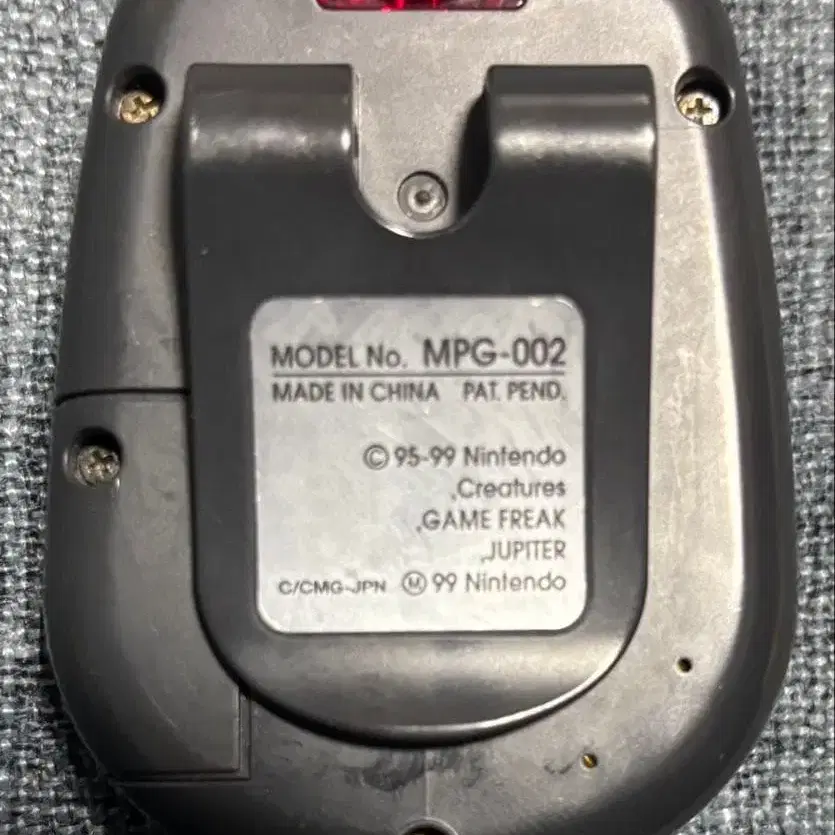 MODEL No. MPG-002
MADE IN CHINA PAT. PEND.
© 95-99 Nintendo
,Creatures
,GAME FREAK
,JUPITER
C/CMG-JPN Ⓜ 99 Nintendo